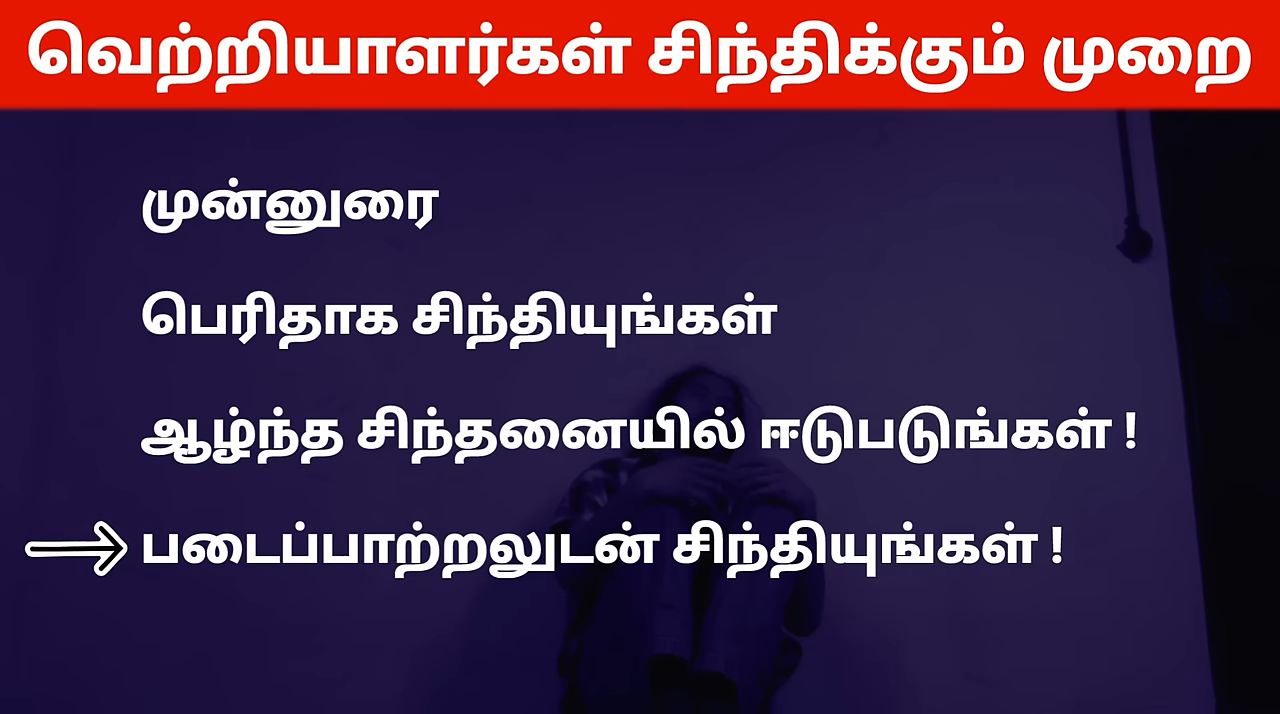 வெற்றியாளர்கள் சிந்திக்கும் முறை
முன்னுரை
பெரிதாக சிந்தியுங்கள்
ஆழ்ந்த சிந்தனையில் ஈடுபடுங்கள் !
படைப்பாற்றலுடன் சிந்தியுங்கள் !